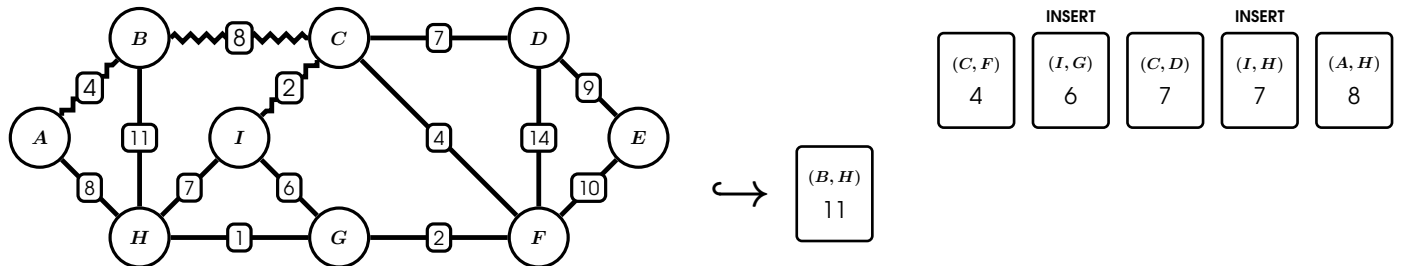 INSERT INSERT
B 8 C 7 D
(C, F) (I, G) (C, D) (I, H) (A, H)
4 2 9
4 6 7 7 8
A 11 I 4 14 E
8 7 6 10
(B, H)
11
H 1 G 2 F